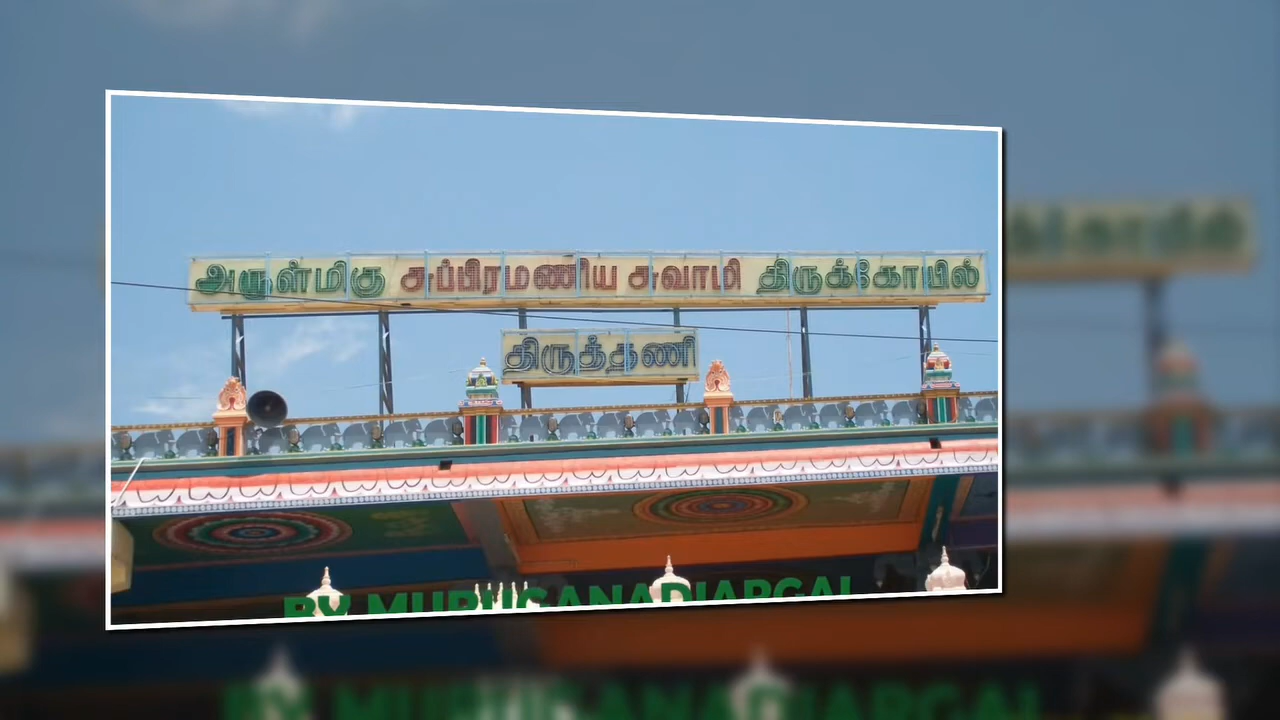 அருள்மிகு சுப்பிரமணிய சுவாமி திருக்கோயில்
திருத்தணி
BY MURUGANADIARGAL